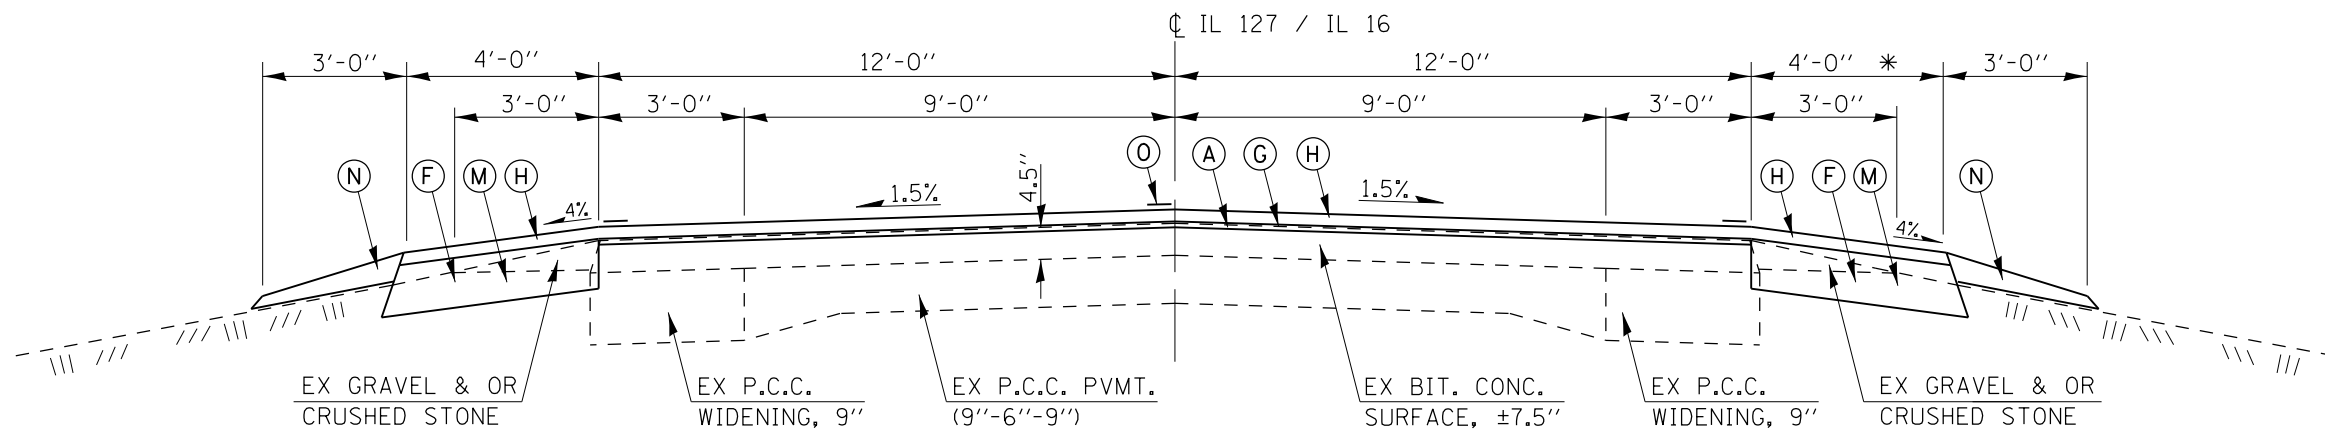 ℄ IL 127 / IL 16
3'-0" 4'-0" 12'-0" 12'-0" 4'-0" * 3'-0"
3'-0" 3'-0" 9'-0" 9'-0" 3'-0" 3'-0"
N F M H O A G H H F M N
4% 1.5% 4.5" 1.5% 4%
EX GRAVEL & OR
CRUSHED STONE
EX P.C.C.
WIDENING, 9"
EX P.C.C. PVMT.
(9"-6"-9")
EX BIT. CONC.
SURFACE, ±7.5"
EX P.C.C.
WIDENING, 9"
EX GRAVEL & OR
CRUSHED STONE